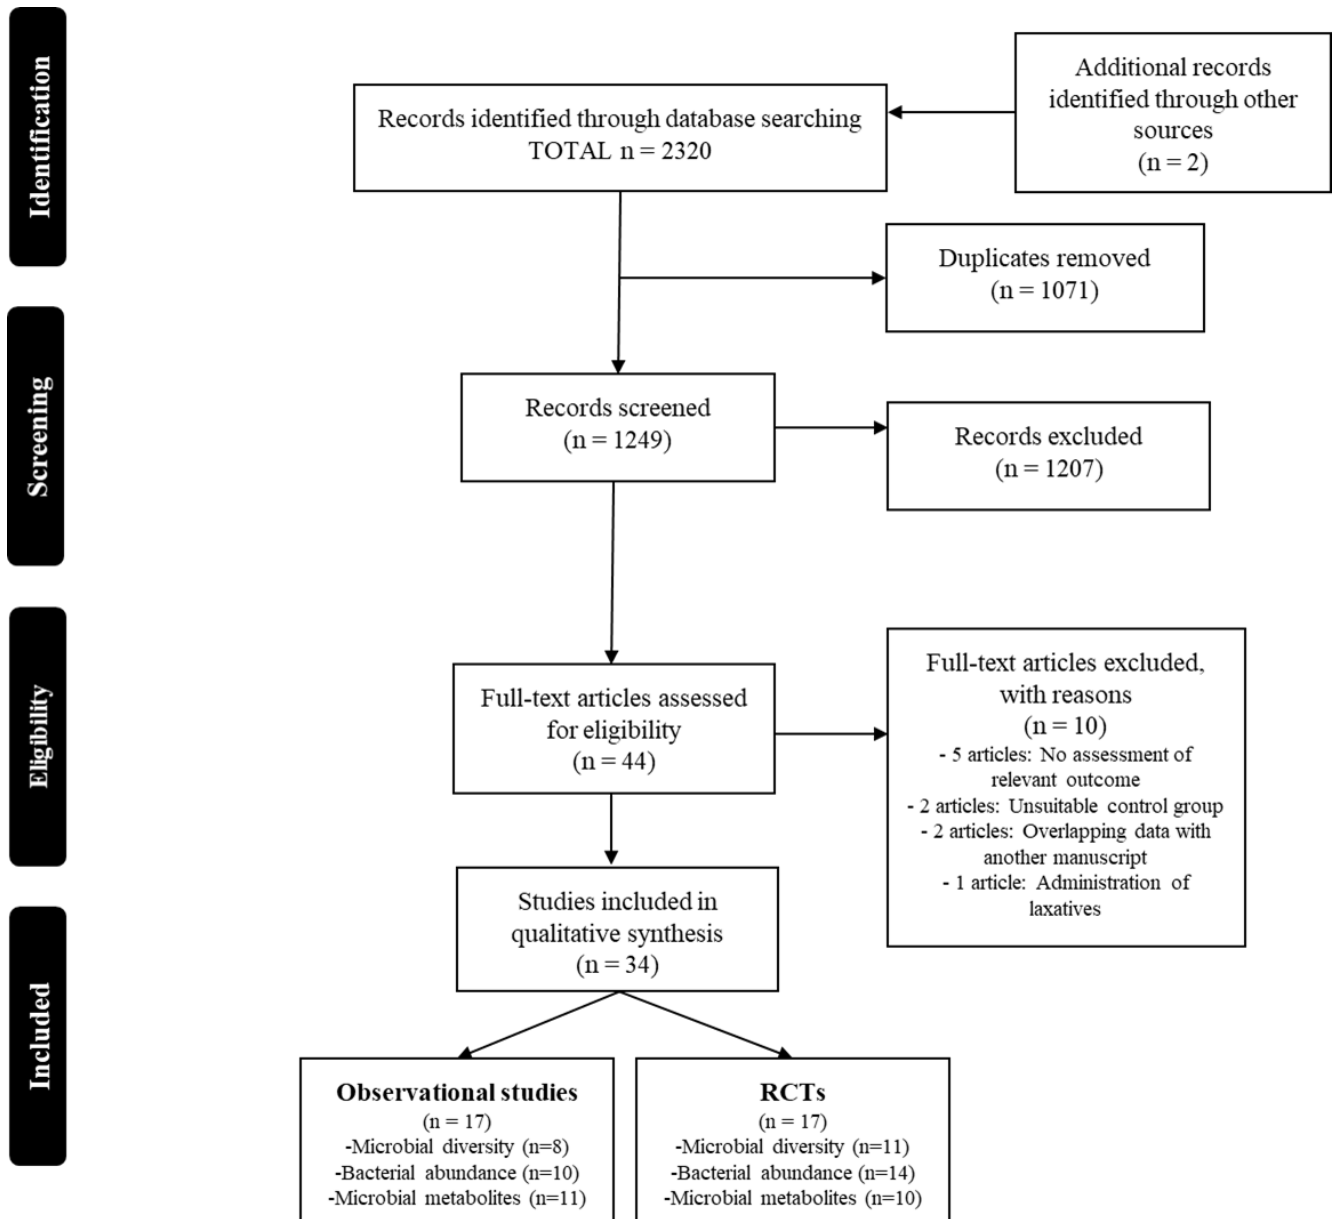 Identification
Records identified through database searching
TOTAL n = 2320
Additional records
identified through other
sources
(n = 2)
Duplicates removed
(n = 1071)
Screening
Records screened
(n = 1249)
Records excluded
(n = 1207)
Eligibility
Full-text articles assessed
for eligibility
(n = 44)
Full-text articles excluded,
with reasons
(n = 10)
- 5 articles: No assessment of
relevant outcome
- 2 articles: Unsuitable control group
- 2 articles: Overlapping data with
another manuscript
- 1 article: Administration of
laxatives
Included
Studies included in
qualitative synthesis
(n = 34)
Observational studies
(n = 17)
-Microbial diversity (n=8)
-Bacterial abundance (n=10)
-Microbial metabolites (n=11)
RCTs
(n = 17)
-Microbial diversity (n=11)
-Bacterial abundance (n=14)
-Microbial metabolites (n=10)